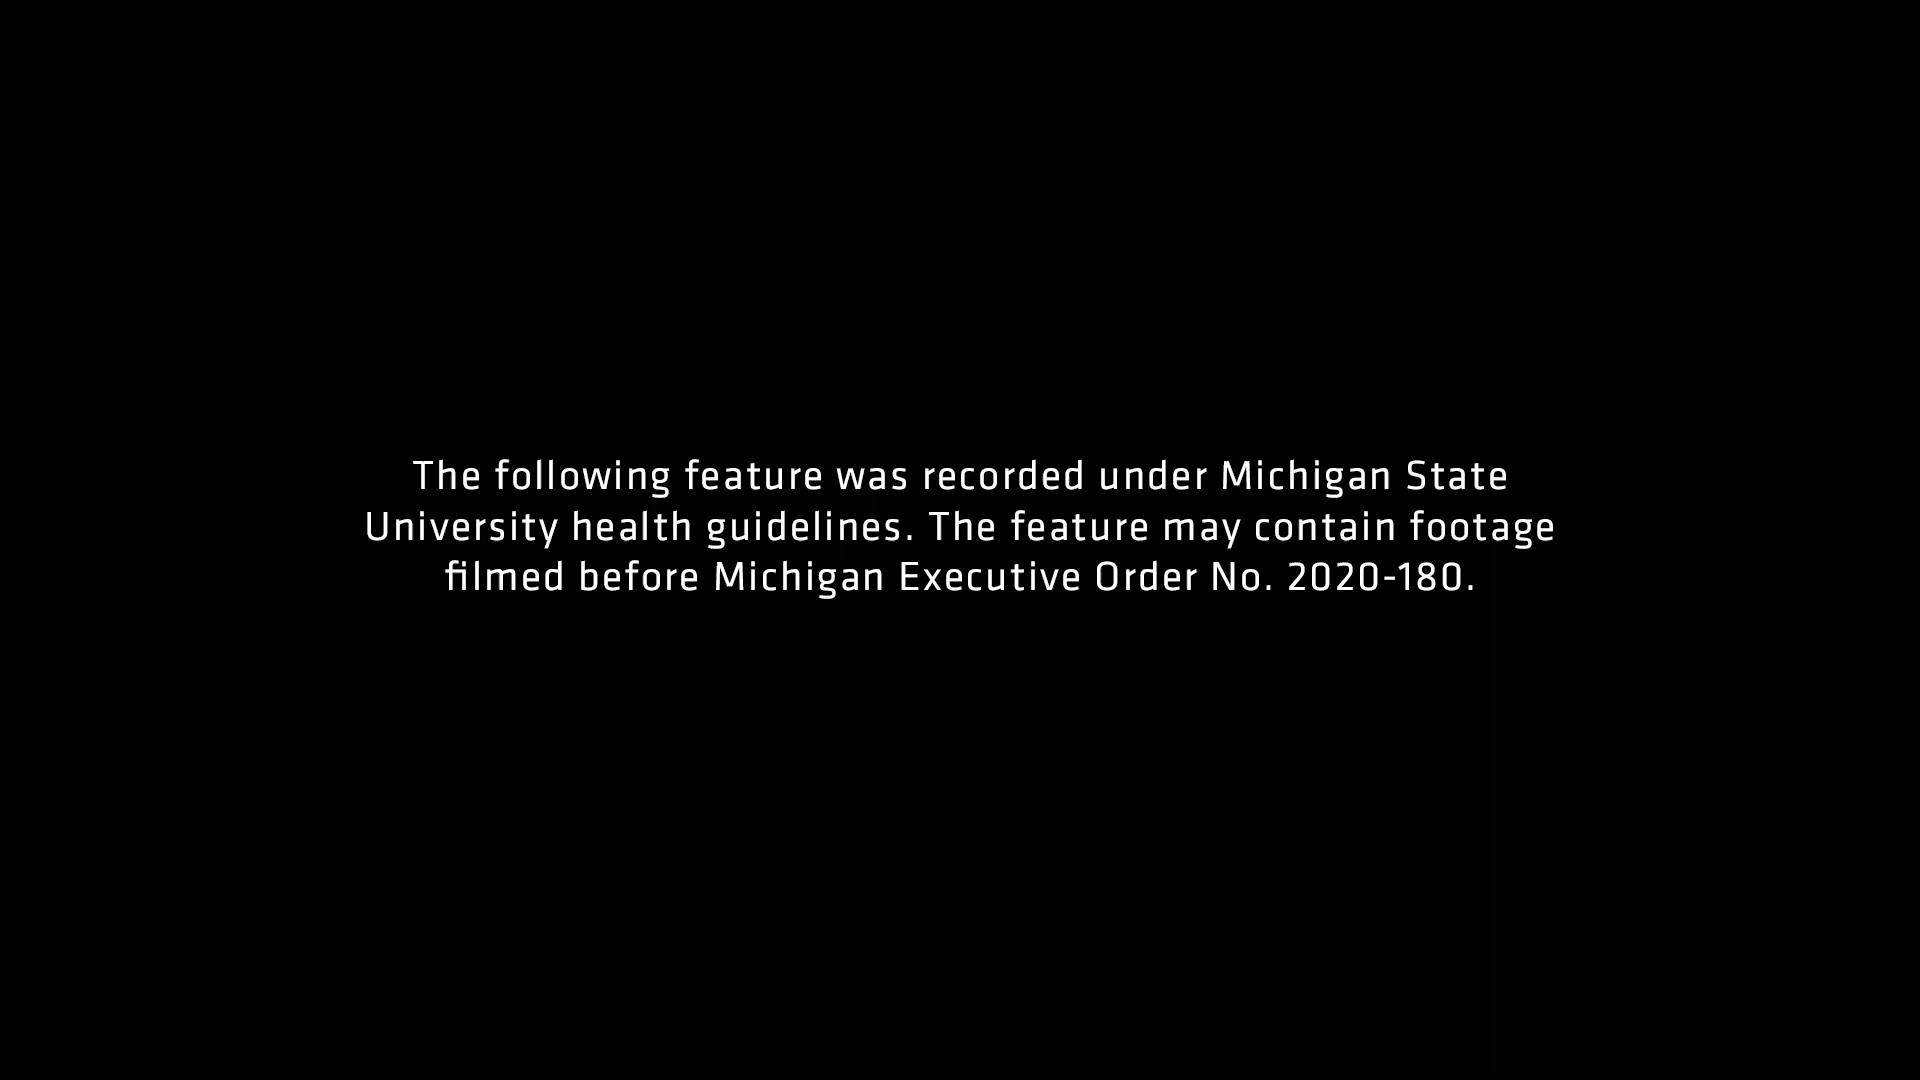 The following feature was recorded under Michigan State
University health guidelines. The feature may contain footage
filmed before Michigan Executive Order No. 2020-180.